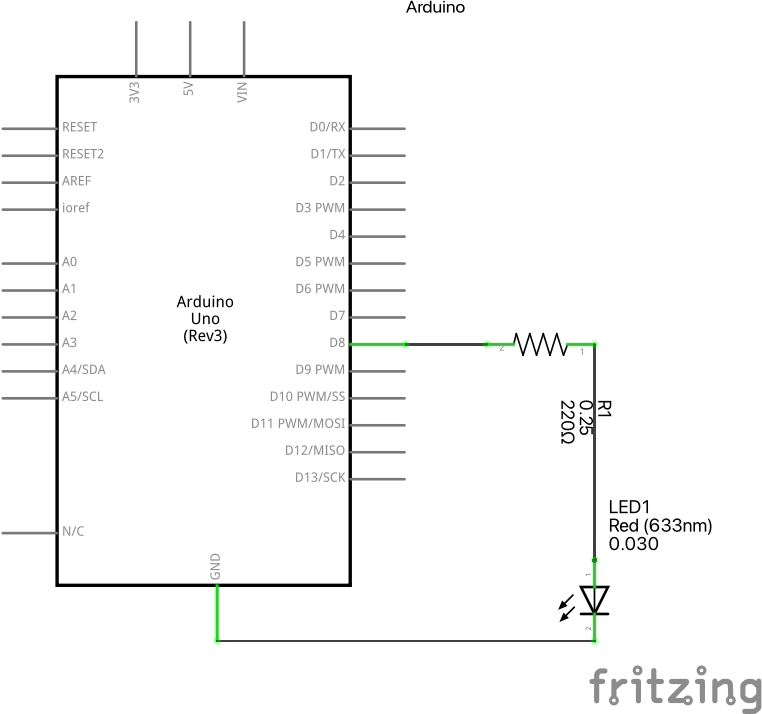 Arduino
3V3
5V
VIN
RESET
RESET2
AREF
ioref
A0
A1
A2
A3
A4/SDA
A5/SCL
N/C
Arduino
Uno
(Rev3)
D0/RX
D1/TX
D2
D3 PWM
D4
D5 PWM
D6 PWM
D7
D8
D9 PWM
D10 PWM/SS
D11 PWM/MOSI
D12/MISO
D13/SCK
GND
2
1
R1
0.25
220Ω
LED1
Red (633nm)
0.030
1
2
fritzing